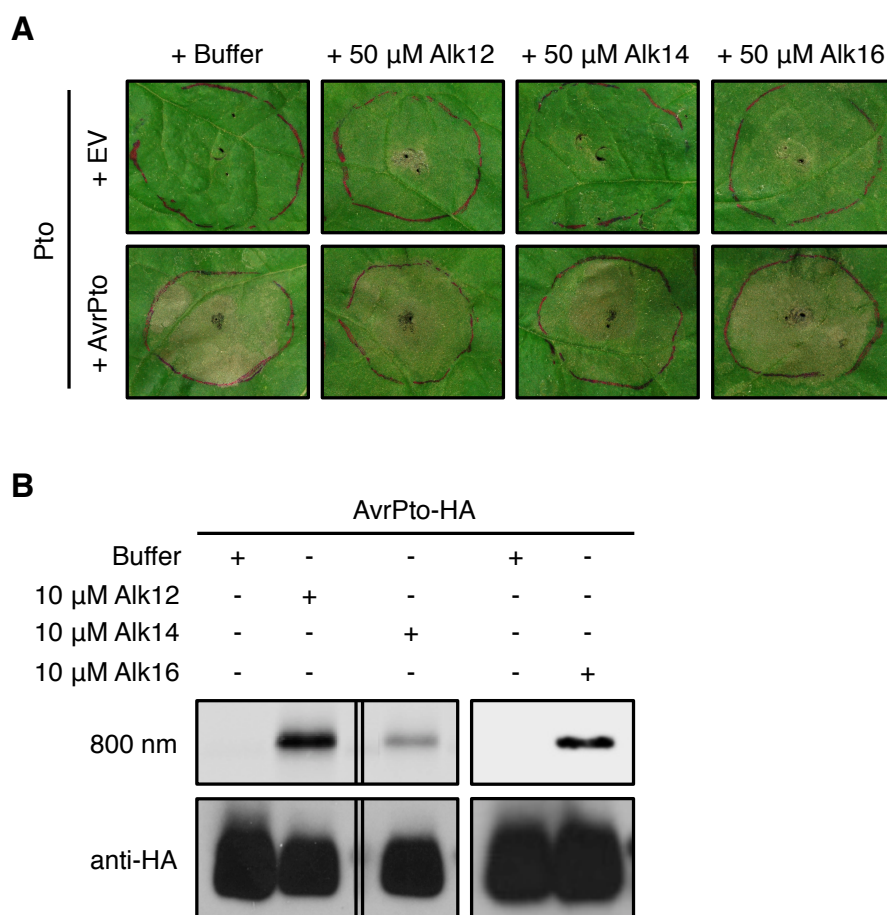 A
+ Buffer + 50 μM Alk12 + 50 μM Alk14 + 50 μM Alk16
Pto
+ EV
+ AvrPto
B
AvrPto-HA
Buffer + - - + -
10 μM Alk12 - + - - -
10 μM Alk14 - - + - -
10 μM Alk16 - - - - +
800 nm
anti-HA